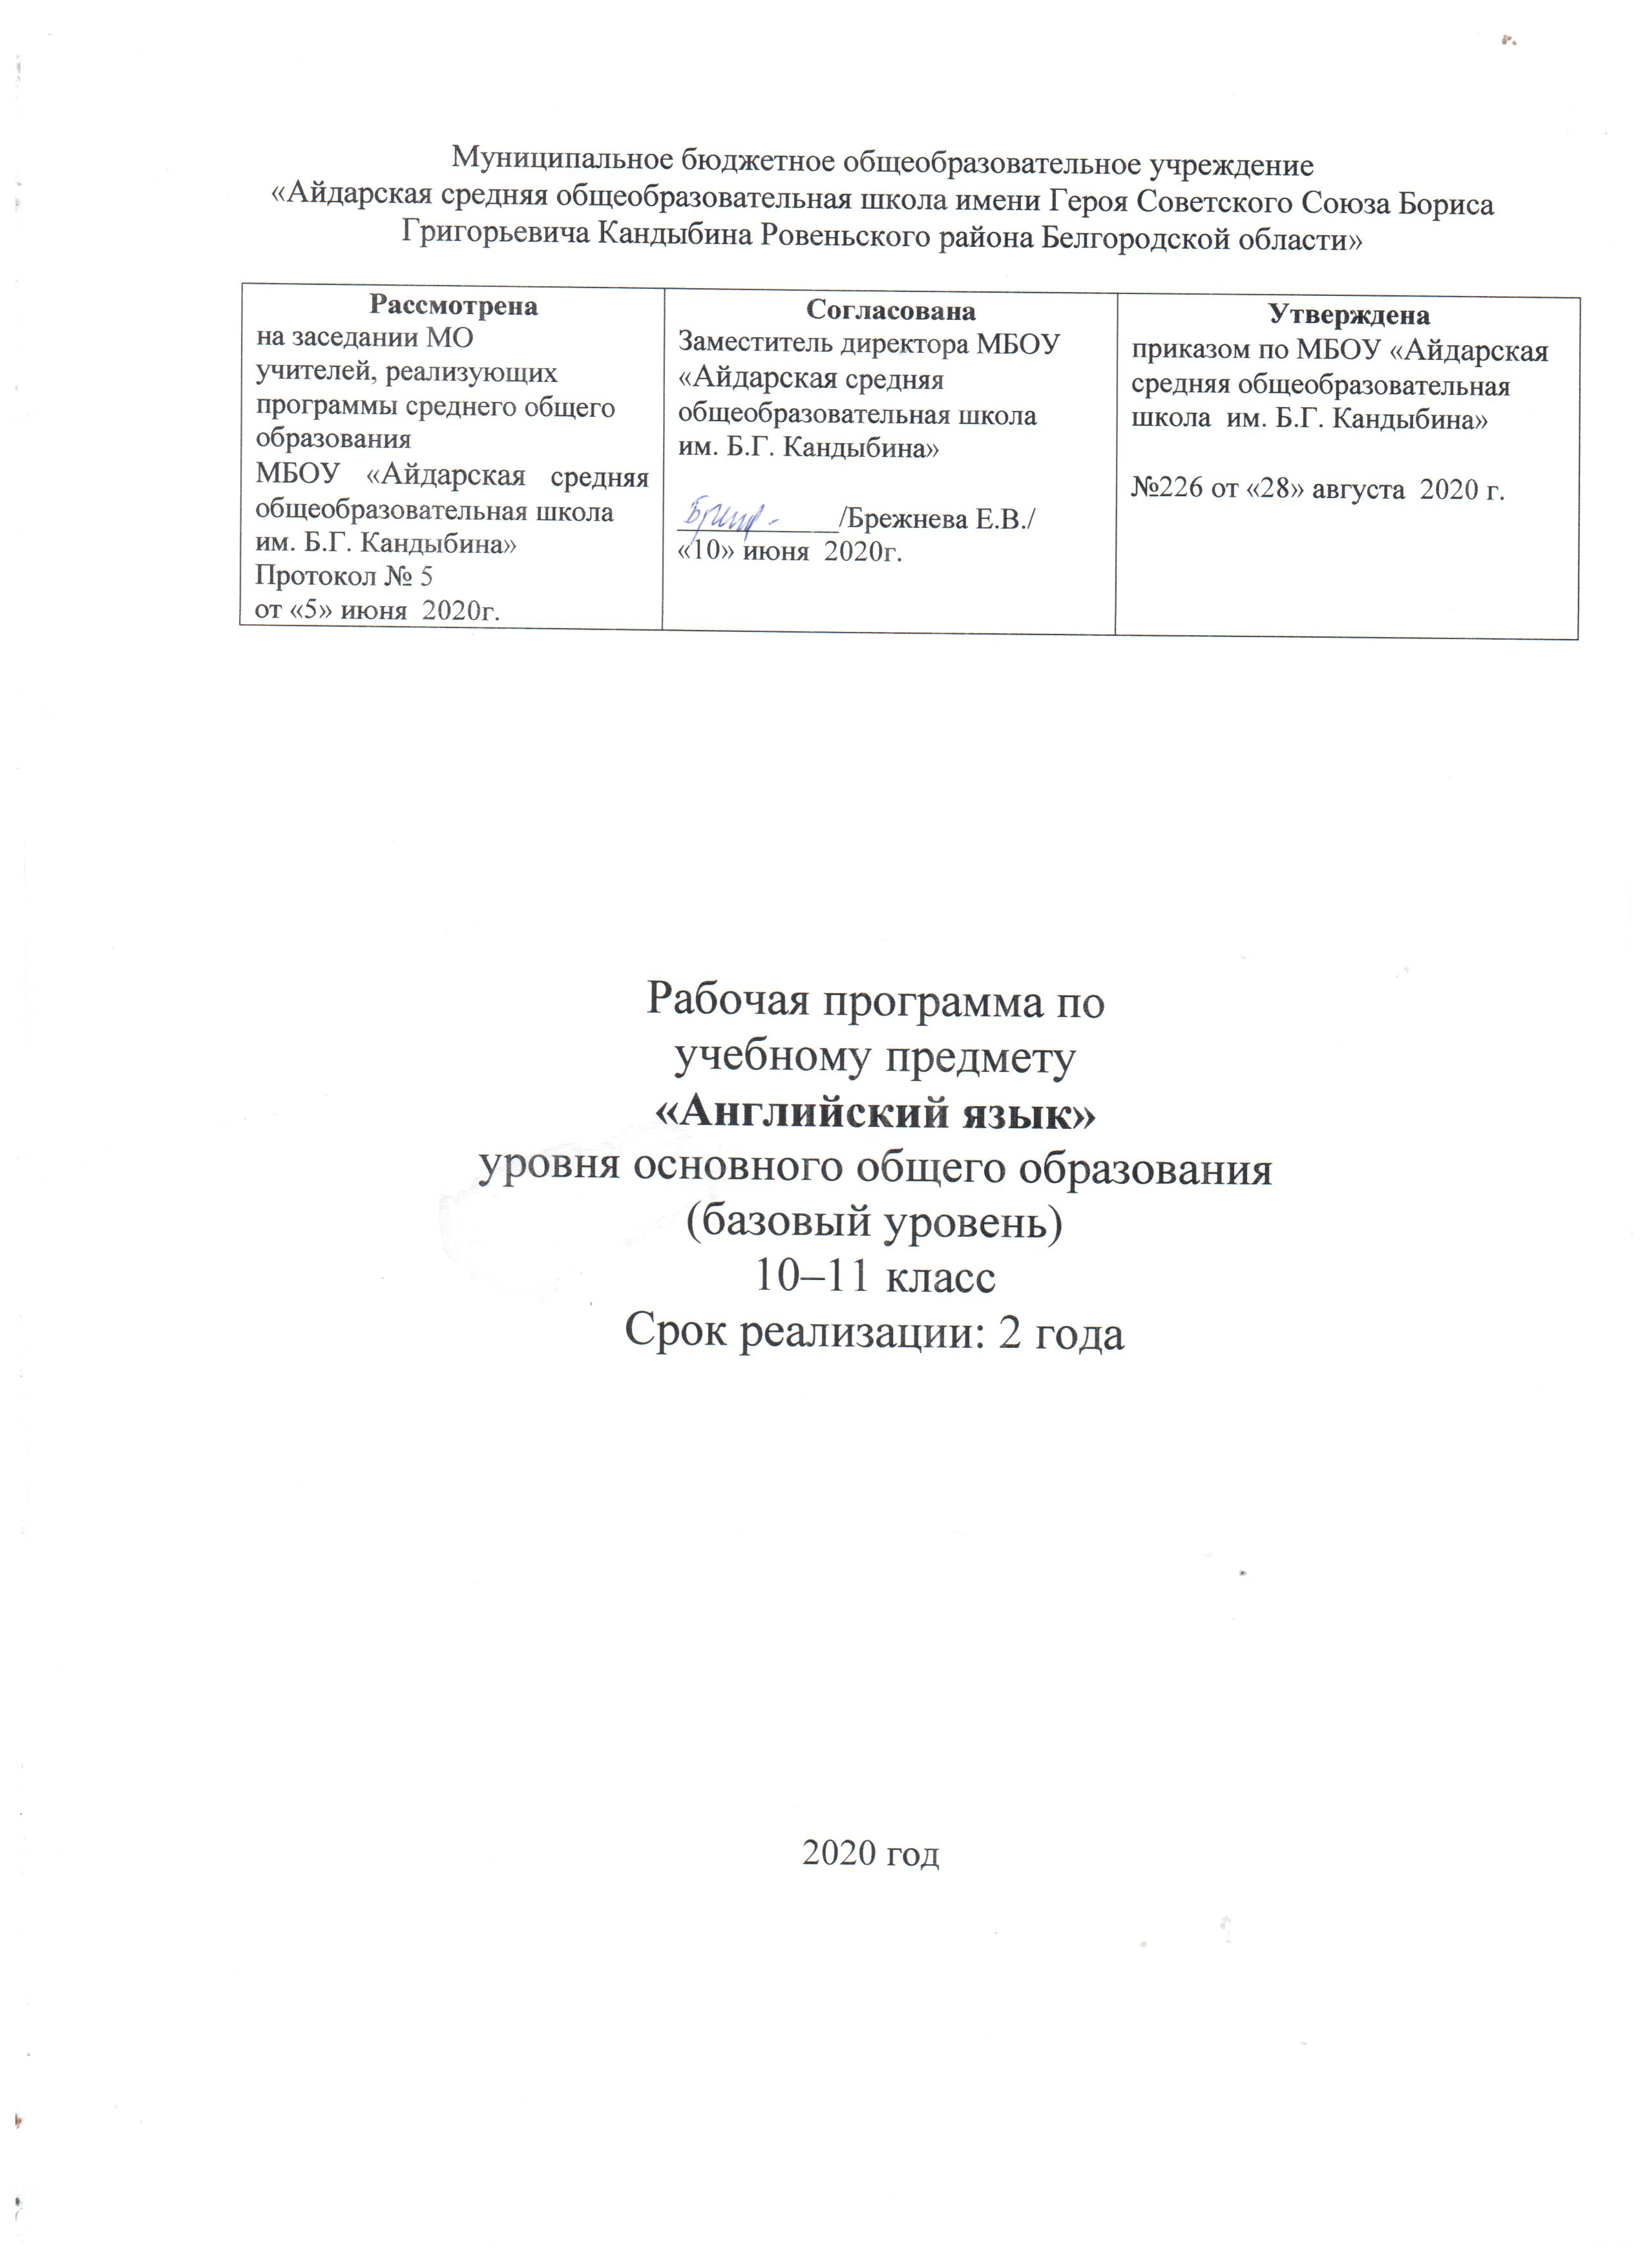 Муниципальное бюджетное общеобразовательное учреждение
«Айдарская средняя общеобразовательная школа имени Героя Советского Союза Бориса
Григорьевича Кандыбина Ровеньского района Белгородской области»
Рассмотрена
на заседании МО
учителей, реализующих
программы среднего общего
образования
МБОУ «Айдарская средняя
общеобразовательная школа
им. Б.Г. Кандыбина»
Протокол № 5
от «5» июня 2020г.
Согласована
Заместитель директора МБОУ
«Айдарская средняя
общеобразовательная школа
им. Б.Г. Кандыбина»
___________/Брежнева Е.В./
«10» июня 2020г.
Утверждена
приказом по МБОУ «Айдарская
средняя общеобразовательная
школа им. Б.Г. Кандыбина»
№226 от «28» августа 2020 г.
Рабочая программа по
учебному предмету
«Английский язык»
уровня основного общего образования
(базовый уровень)
10–11 класс
Срок реализации: 2 года
2020 год